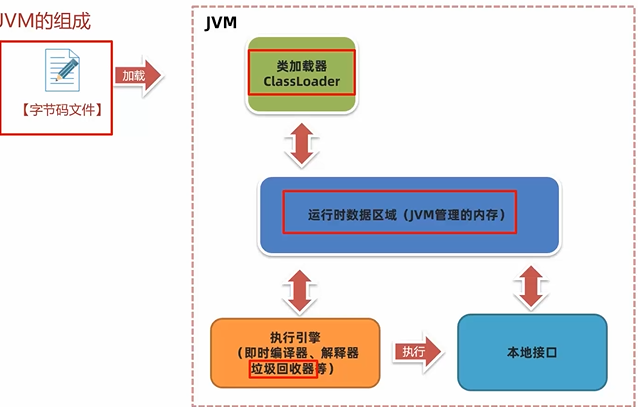 JVM的组成
JVM
【字节码文件】
加载
类加载器
ClassLoader
运行时数据区域（JVM管理的内存）
执行引擎
（即时编译器、解释器
垃圾回收器等）
执行
本地接口